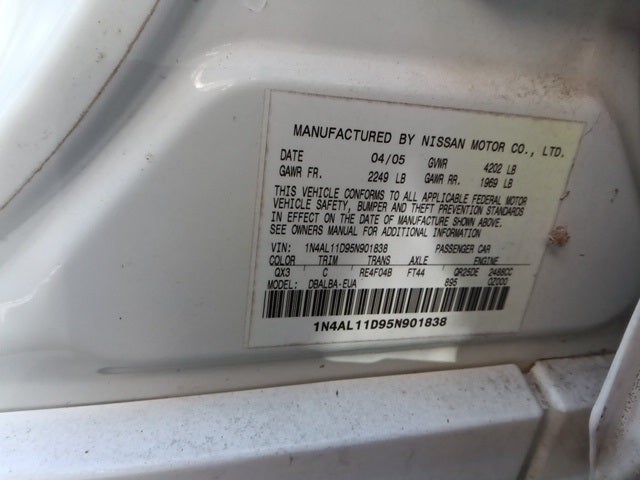 MANUFACTURED BY NISSAN MOTOR CO., LTD.
DATE 04/05 GVWR 4202 LB
GAWR FR. 2249 LB GAWR RR. 1969 LB
THIS VEHICLE CONFORMS TO ALL APPLICABLE FEDERAL MOTOR
VEHICLE SAFETY, BUMPER AND THEFT PREVENTION STANDARDS
IN EFFECT ON THE DATE OF MANUFACTURE SHOWN ABOVE.
SEE OWNERS MANUAL FOR ADDITIONAL INFORMATION
VIN: 1N4AL11D95N901838 PASSENGER CAR
COLOR TRIM TRANS AXLE ENGINE
QX3 C RE4F04B FT44 QR25DE 2488CC
MODEL: DBALBA-EUA 895 CZ000
1N4AL11D95N901838